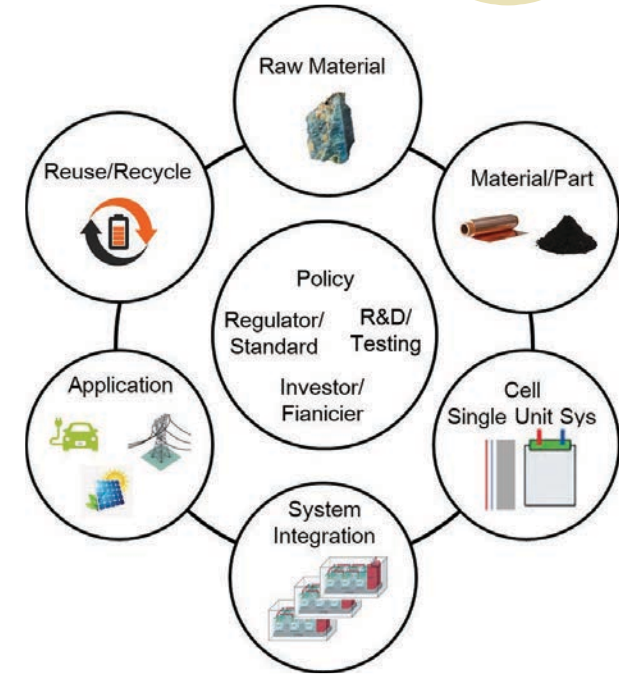 Raw Material
Material/Part
Cell
Single Unit Sys
System
Integration
Application
Reuse/Recycle
Policy
Regulator/
Standard
R&D/
Testing
Investor/
Fianicier